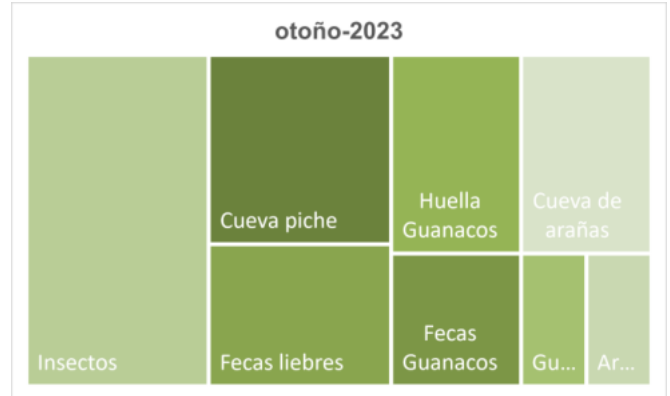 otoño-2023
Insectos
Cueva piche
Fecas liebres
Huella
Guanacos
Fecas
Guanacos
Cueva de
arañas
Gu...
Ar...